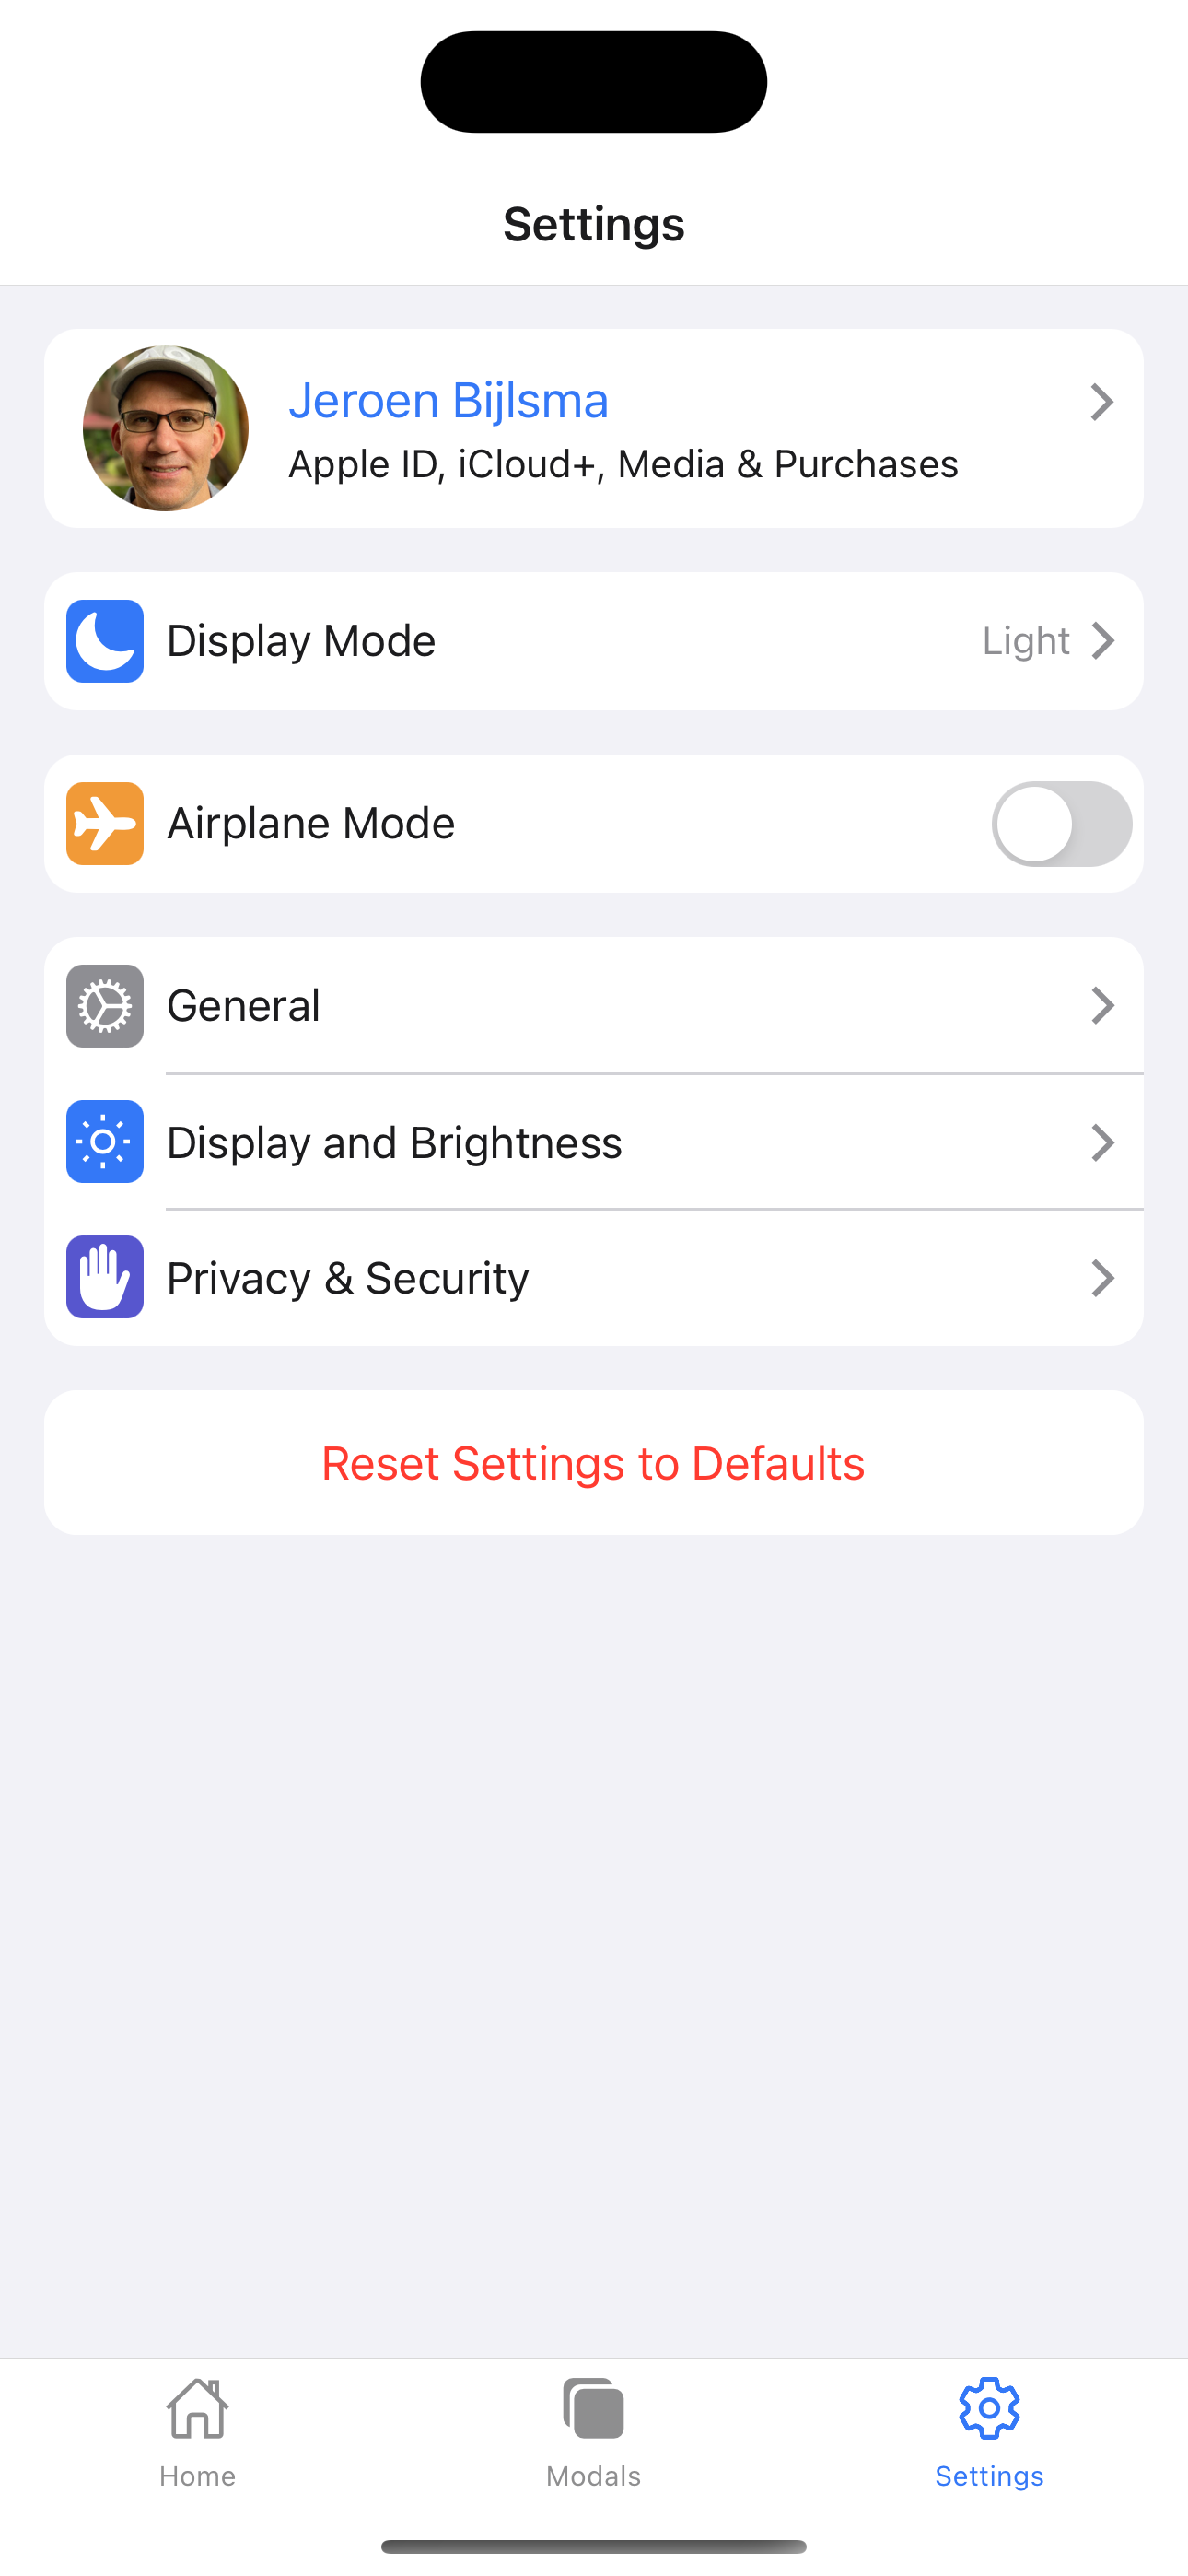 Settings
Jeroen Bijlsma
Apple ID, iCloud+, Media & Purchases
Display Mode
Light
Airplane Mode
General
Display and Brightness
Privacy & Security
Reset Settings to Defaults
Home
Modals
Settings